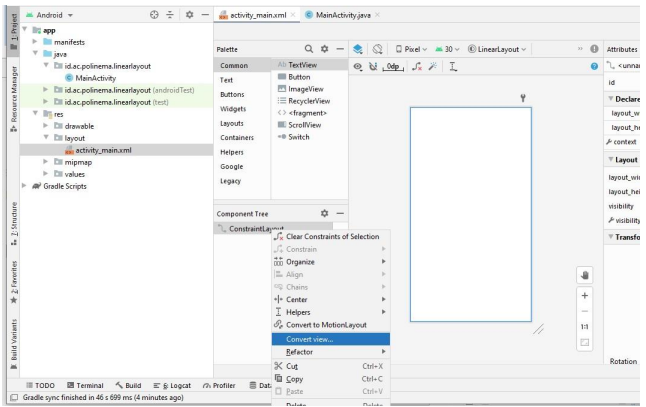 Android
activity_main.xml
MainActivity.java
1: Project
Resource Manager
Z: Structure
2: Favorites
Build Variants
app
manifests
java
id.ac.polinema.linearlayout
MainActivity
id.ac.polinema.linearlayout (androidTest)
id.ac.polinema.linearlayout (test)
res
drawable
layout
activity_main.xml
mipmap
values
Gradle Scripts
Palette
Common
Text
Buttons
Widgets
Layouts
Containers
Helpers
Google
Legacy
Ab TextView
Button
ImageView
RecyclerView
<> <fragment>
ScrollView
Switch
Pixel
30
LinearLayout
»
0dp
Component Tree
ConstraintLayout
Clear Constraints of Selection
Constrain
Organize
Align
Chains
Center
Helpers
Convert to MotionLayout
Convert view...
Refactor
Cut Ctrl+X
Copy Ctrl+C
Paste Ctrl+V
Delete Delete
1:1
Attributes
<unna
id
Declare
layout_w
layout_he
context
Layout
layout_wid
layout_hei
visibility
visibility
Transfo
Rotation
TODO
Terminal
Build
6: Logcat
Profiler
Dat
Gradle sync finished in 46 s 699 ms (4 minutes ago)